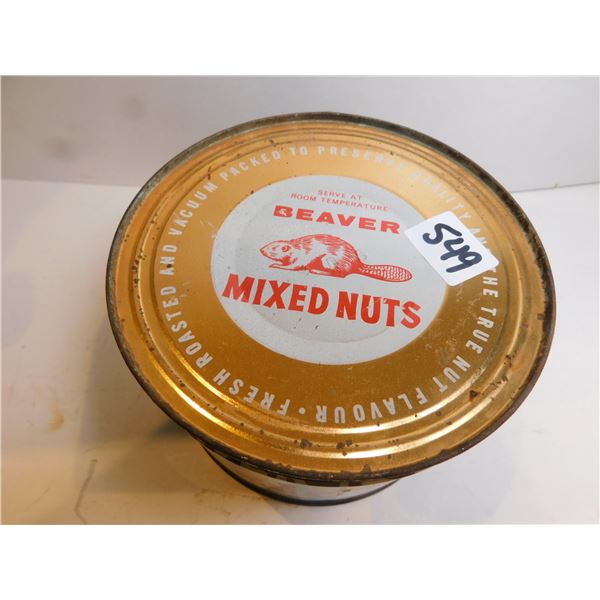 FRESH ROASTED AND VACUUM PACKED TO PRESERVE QUALITY AND THE TRUE NUT FLAVOUR •
SERVE AT
ROOM TEMPERATURE
BEAVER
MIXED NUTS
549